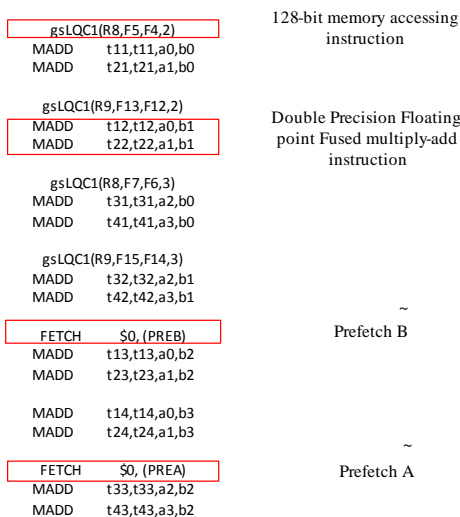 128-bit memory accessing
instruction
gsLQC1(R8,F5,F4,2)
MADD t11,t11,a0,b0
MADD t21,t21,a1,b0
gsLQC1(R9,F13,F12,2)
MADD t12,t12,a0,b1
MADD t22,t22,a1,b1
Double Precision Floating
point Fused multiply-add
instruction
gsLQC1(R8,F7,F6,3)
MADD t31,t31,a2,b0
MADD t41,t41,a3,b0
gsLQC1(R9,F15,F14,3)
MADD t32,t32,a2,b1
MADD t42,t42,a3,b1
~
FETCH $0, (PREB)
Prefetch B
MADD t13,t13,a0,b2
MADD t23,t23,a1,b2
MADD t14,t14,a0,b3
MADD t24,t24,a1,b3
~
FETCH $0, (PREA)
Prefetch A
MADD t33,t33,a2,b2
MADD t43,t43,a3,b2